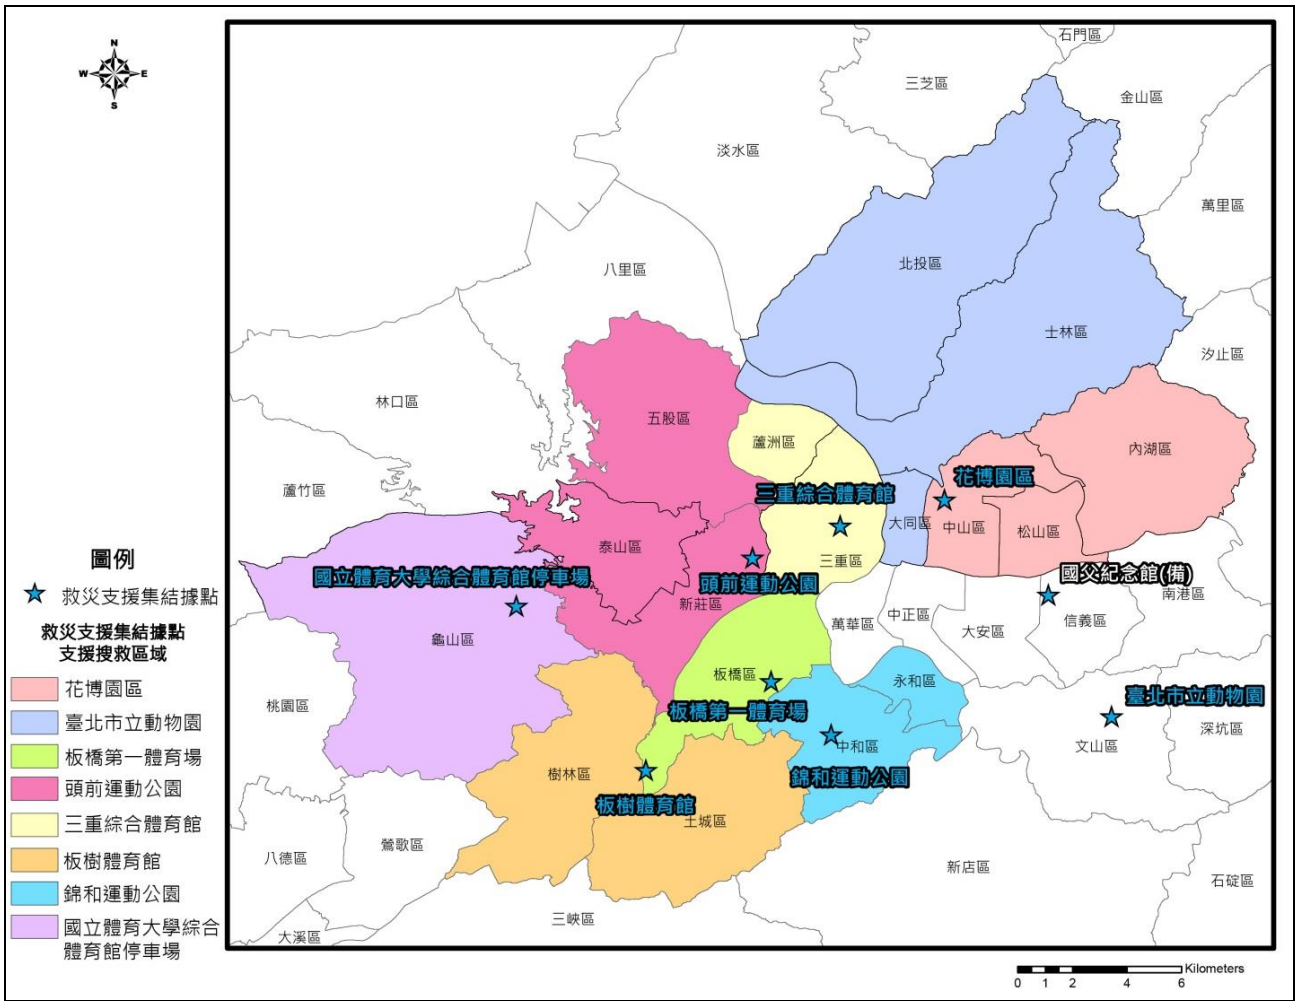 N
W
E
S
圖例
救災支援集結據點
救災支援集結據點
支援搜救區域
花博園區
臺北市立動物園
板橋第一體育場
頭前運動公園
三重綜合體育館
板樹體育館
錦和運動公園
國立體育大學綜合
體育館停車場
石門區
三芝區
金山區
淡水區
萬里區
北投區
八里區
士林區
汐止區
林口區
五股區
蘆洲區
內湖區
花博園區
三重綜合體育館
蘆竹區
大同區
中山區
松山區
泰山區
三重區
國立體育大學綜合體育館停車場
頭前運動公園
國父紀念館(備)
南港區
新莊區
萬華區
中正區
大安區
信義區
龜山區
板橋區
永和區
臺北市立動物園
桃園區
板橋第一體育場
深坑區
中和區
文山區
樹林區
錦和運動公園
板樹體育館
土城區
鶯歌區
八德區
新店區
石碇區
三峽區
大溪區
Kilometers
0 1 2 4 6